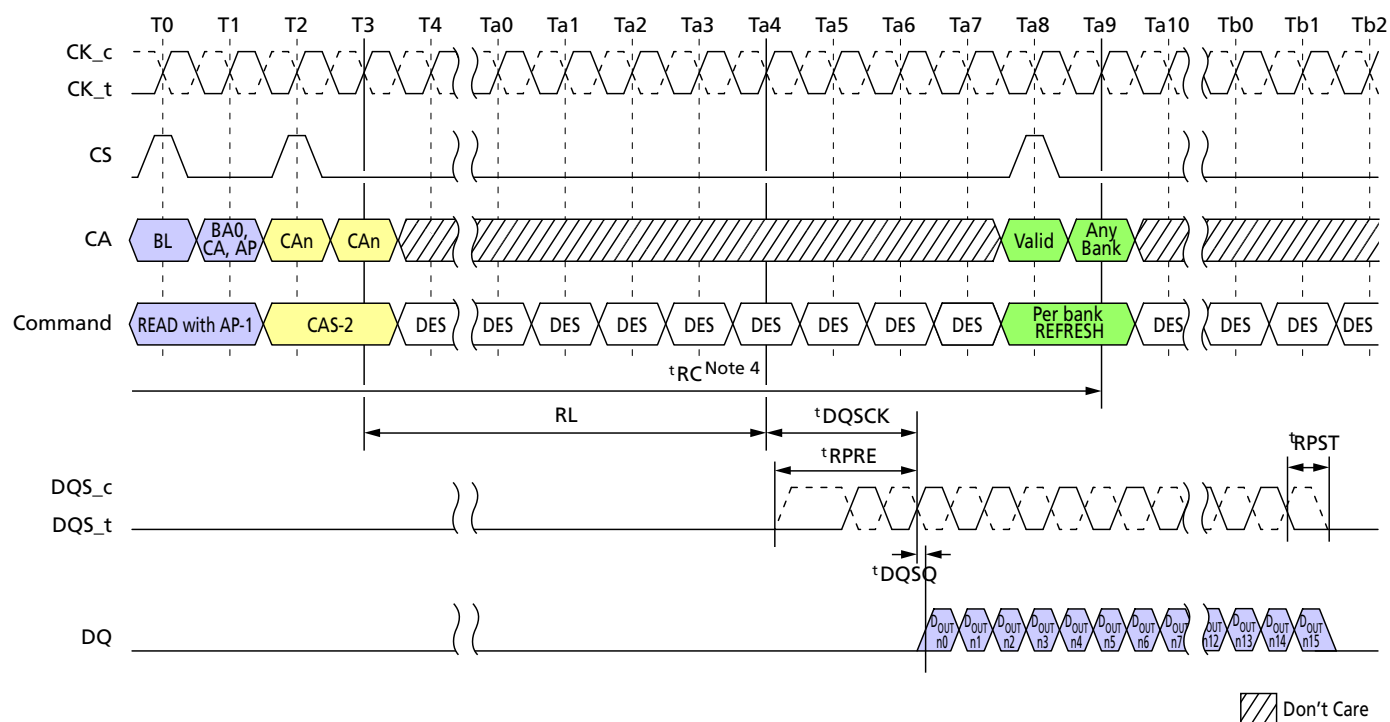 T0 T1 T2 T3 T4 Ta0 Ta1 Ta2 Ta3 Ta4 Ta5 Ta6 Ta7 Ta8 Ta9 Ta10 Tb0 Tb1 Tb2
CK_c
CK_t
CS
CA
BL
BA0,
CA, AP
CAn
CAn
Valid
Any
Bank
Command
READ with AP-1
CAS-2
DES
DES
DES
DES
DES
DES
DES
DES
DES
Per bank
REFRESH
DES
DES
DES
DES
tRC Note 4
RL
tDQSCK
tRPRE
tRPST
DQS_c
DQS_t
tDQSQ
DQ
DOUT
n0
DOUT
n1
DOUT
n2
DOUT
n3
DOUT
n4
DOUT
n5
DOUT
n6
DOUT
n7
DOUT
n12
DOUT
n13
DOUT
n14
DOUT
n15
Don't Care